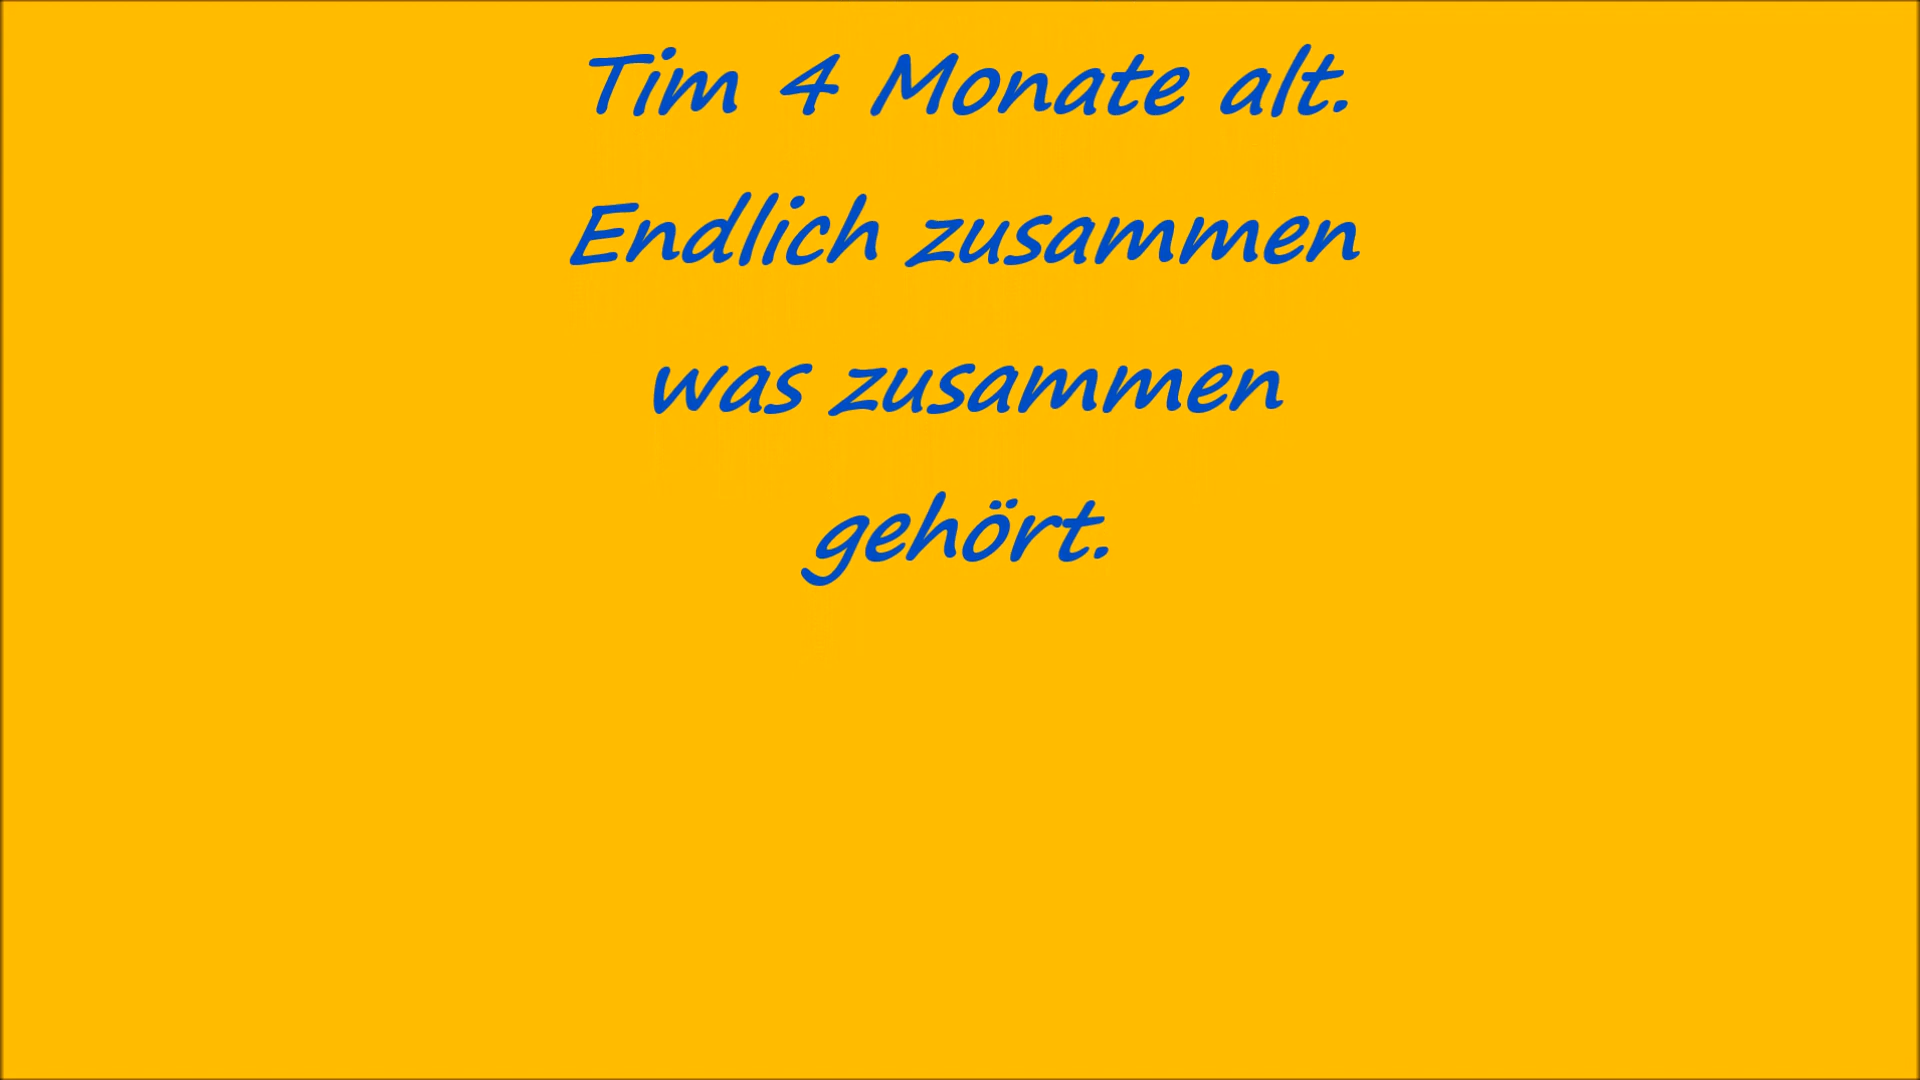 Tim 4 Monate alt.
Endlich zusammen
was zusammen
gehört.